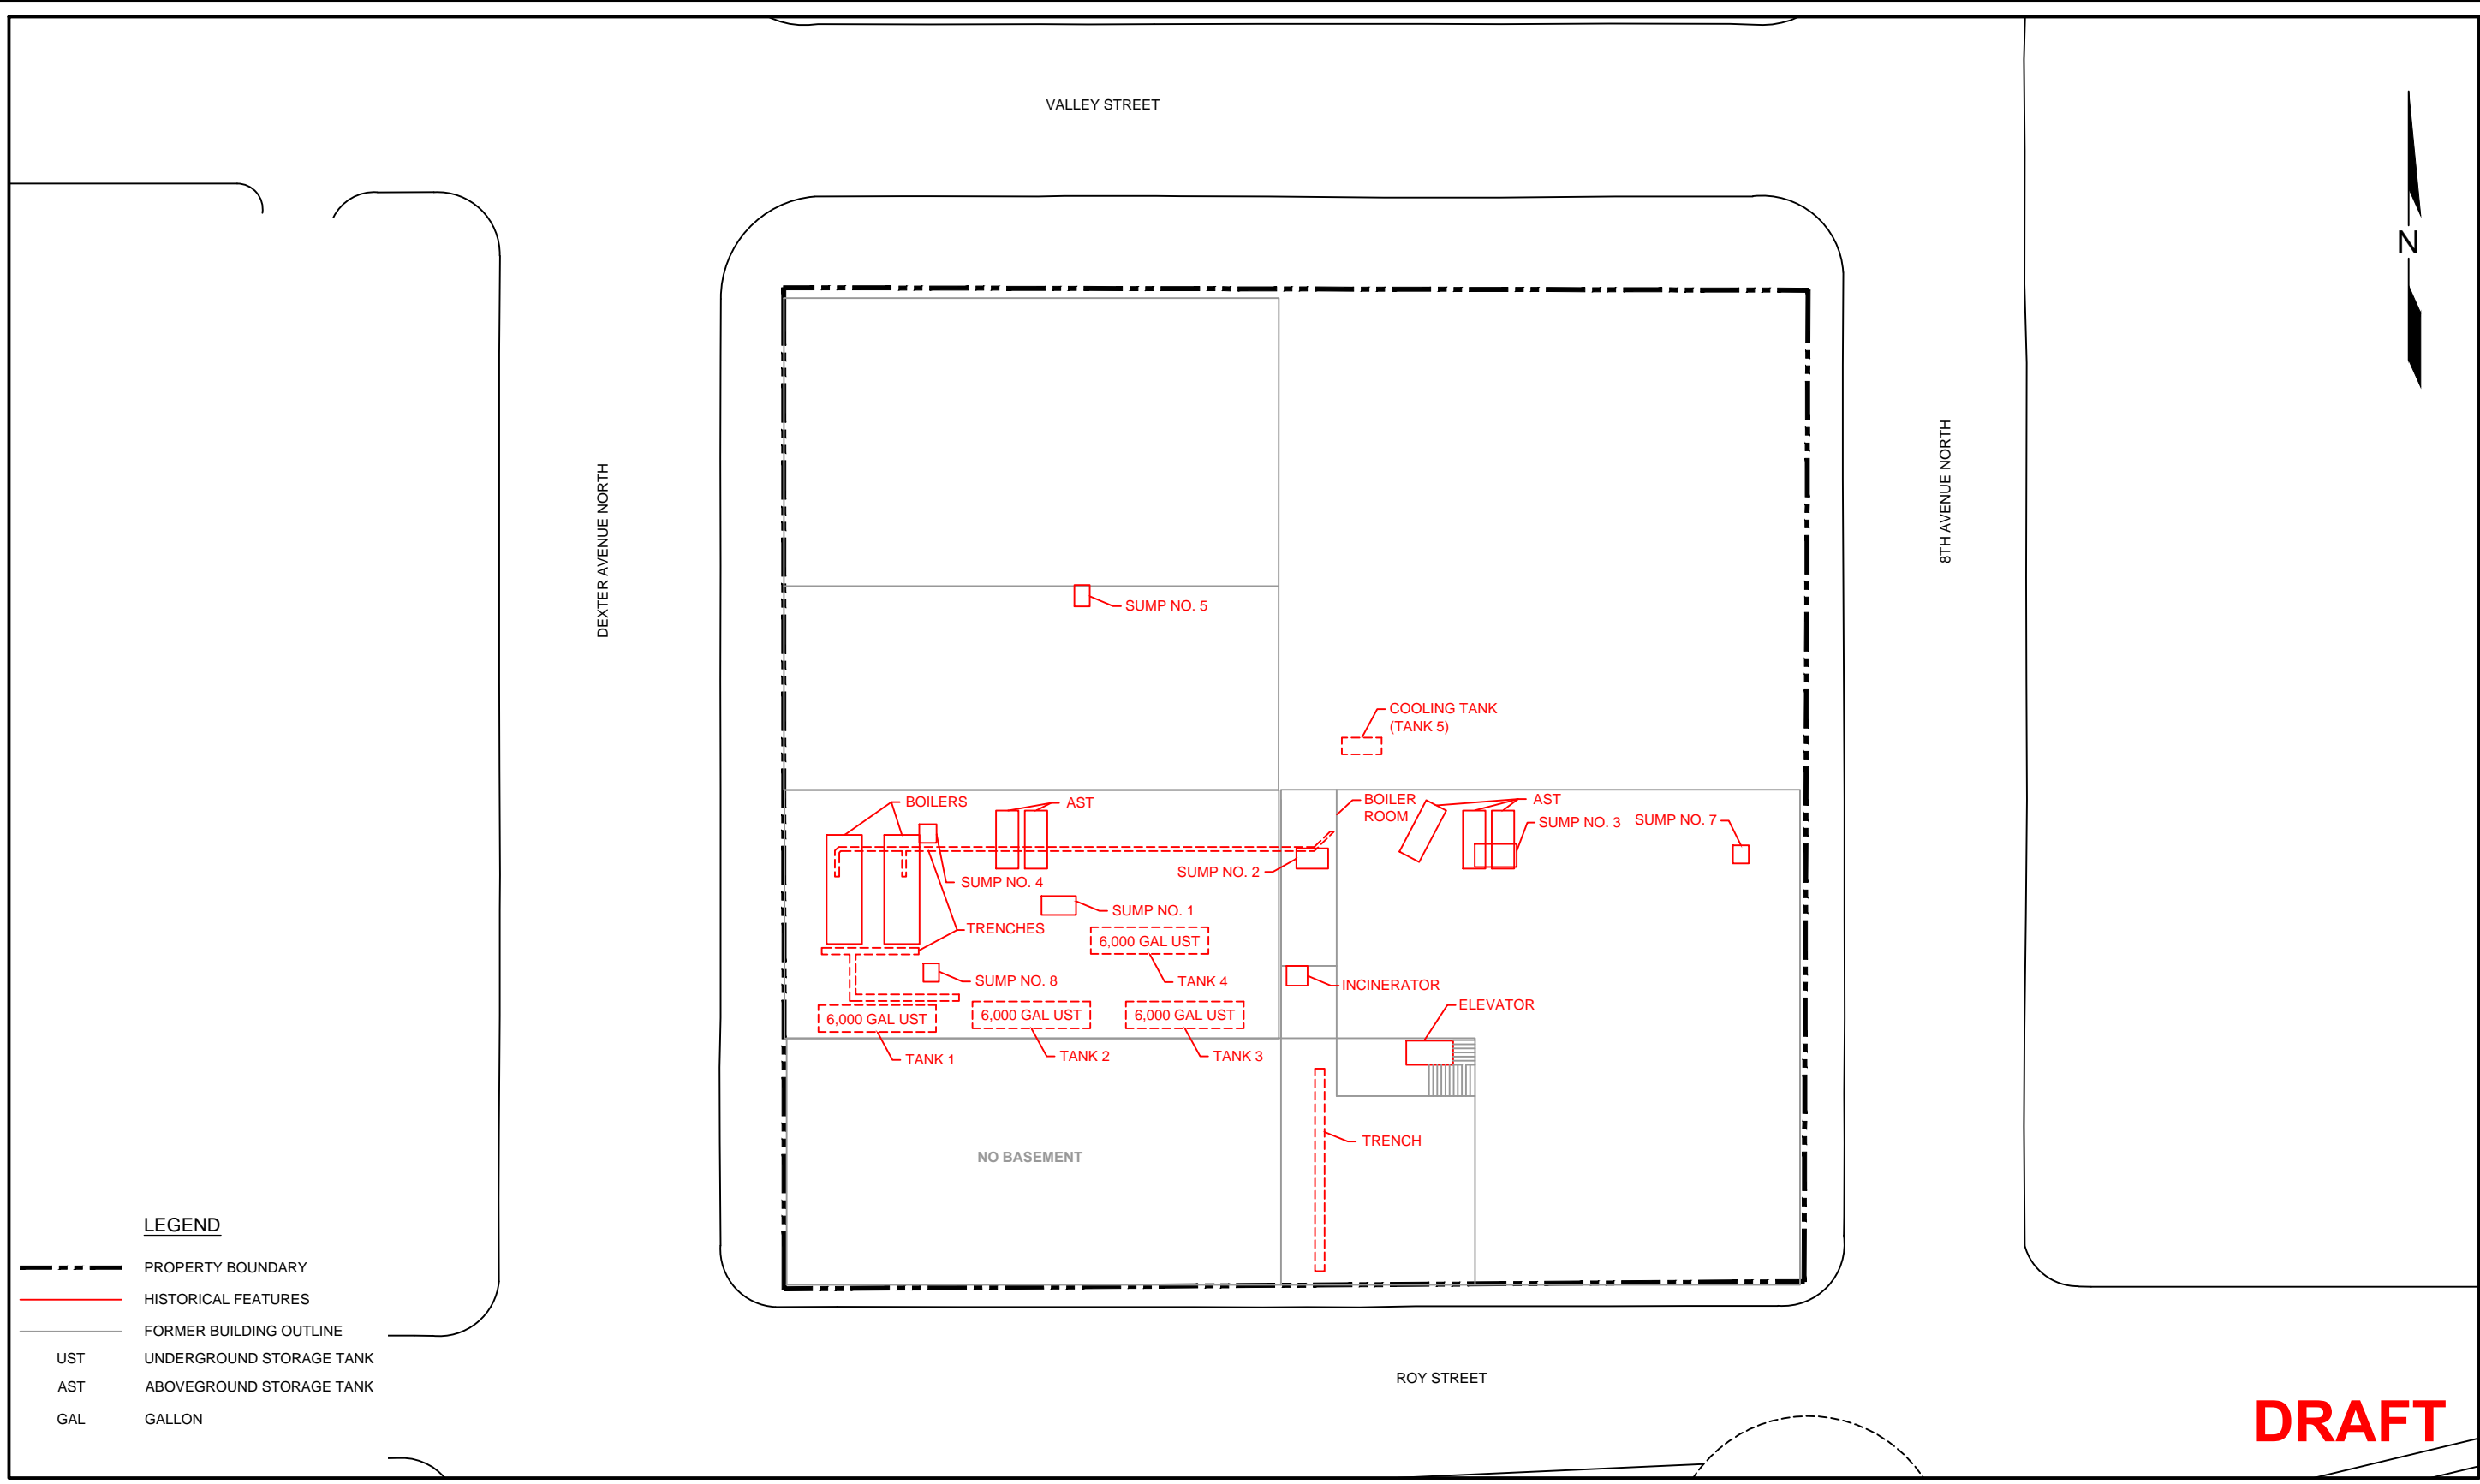 VALLEY STREET
N
DEXTER AVENUE NORTH
8TH AVENUE NORTH
SUMP NO. 5
COOLING TANK
(TANK 5)
BOILERS
AST
BOILER
ROOM
AST
SUMP NO. 3
SUMP NO. 7
SUMP NO. 2
SUMP NO. 4
SUMP NO. 1
TRENCHES
6,000 GAL UST
SUMP NO. 8
TANK 4
INCINERATOR
ELEVATOR
6,000 GAL UST
6,000 GAL UST
6,000 GAL UST
TANK 1
TANK 2
TANK 3
TRENCH
NO BASEMENT
LEGEND
PROPERTY BOUNDARY
HISTORICAL FEATURES
FORMER BUILDING OUTLINE
UST UNDERGROUND STORAGE TANK
AST ABOVEGROUND STORAGE TANK
GAL GALLON
ROY STREET
DRAFT